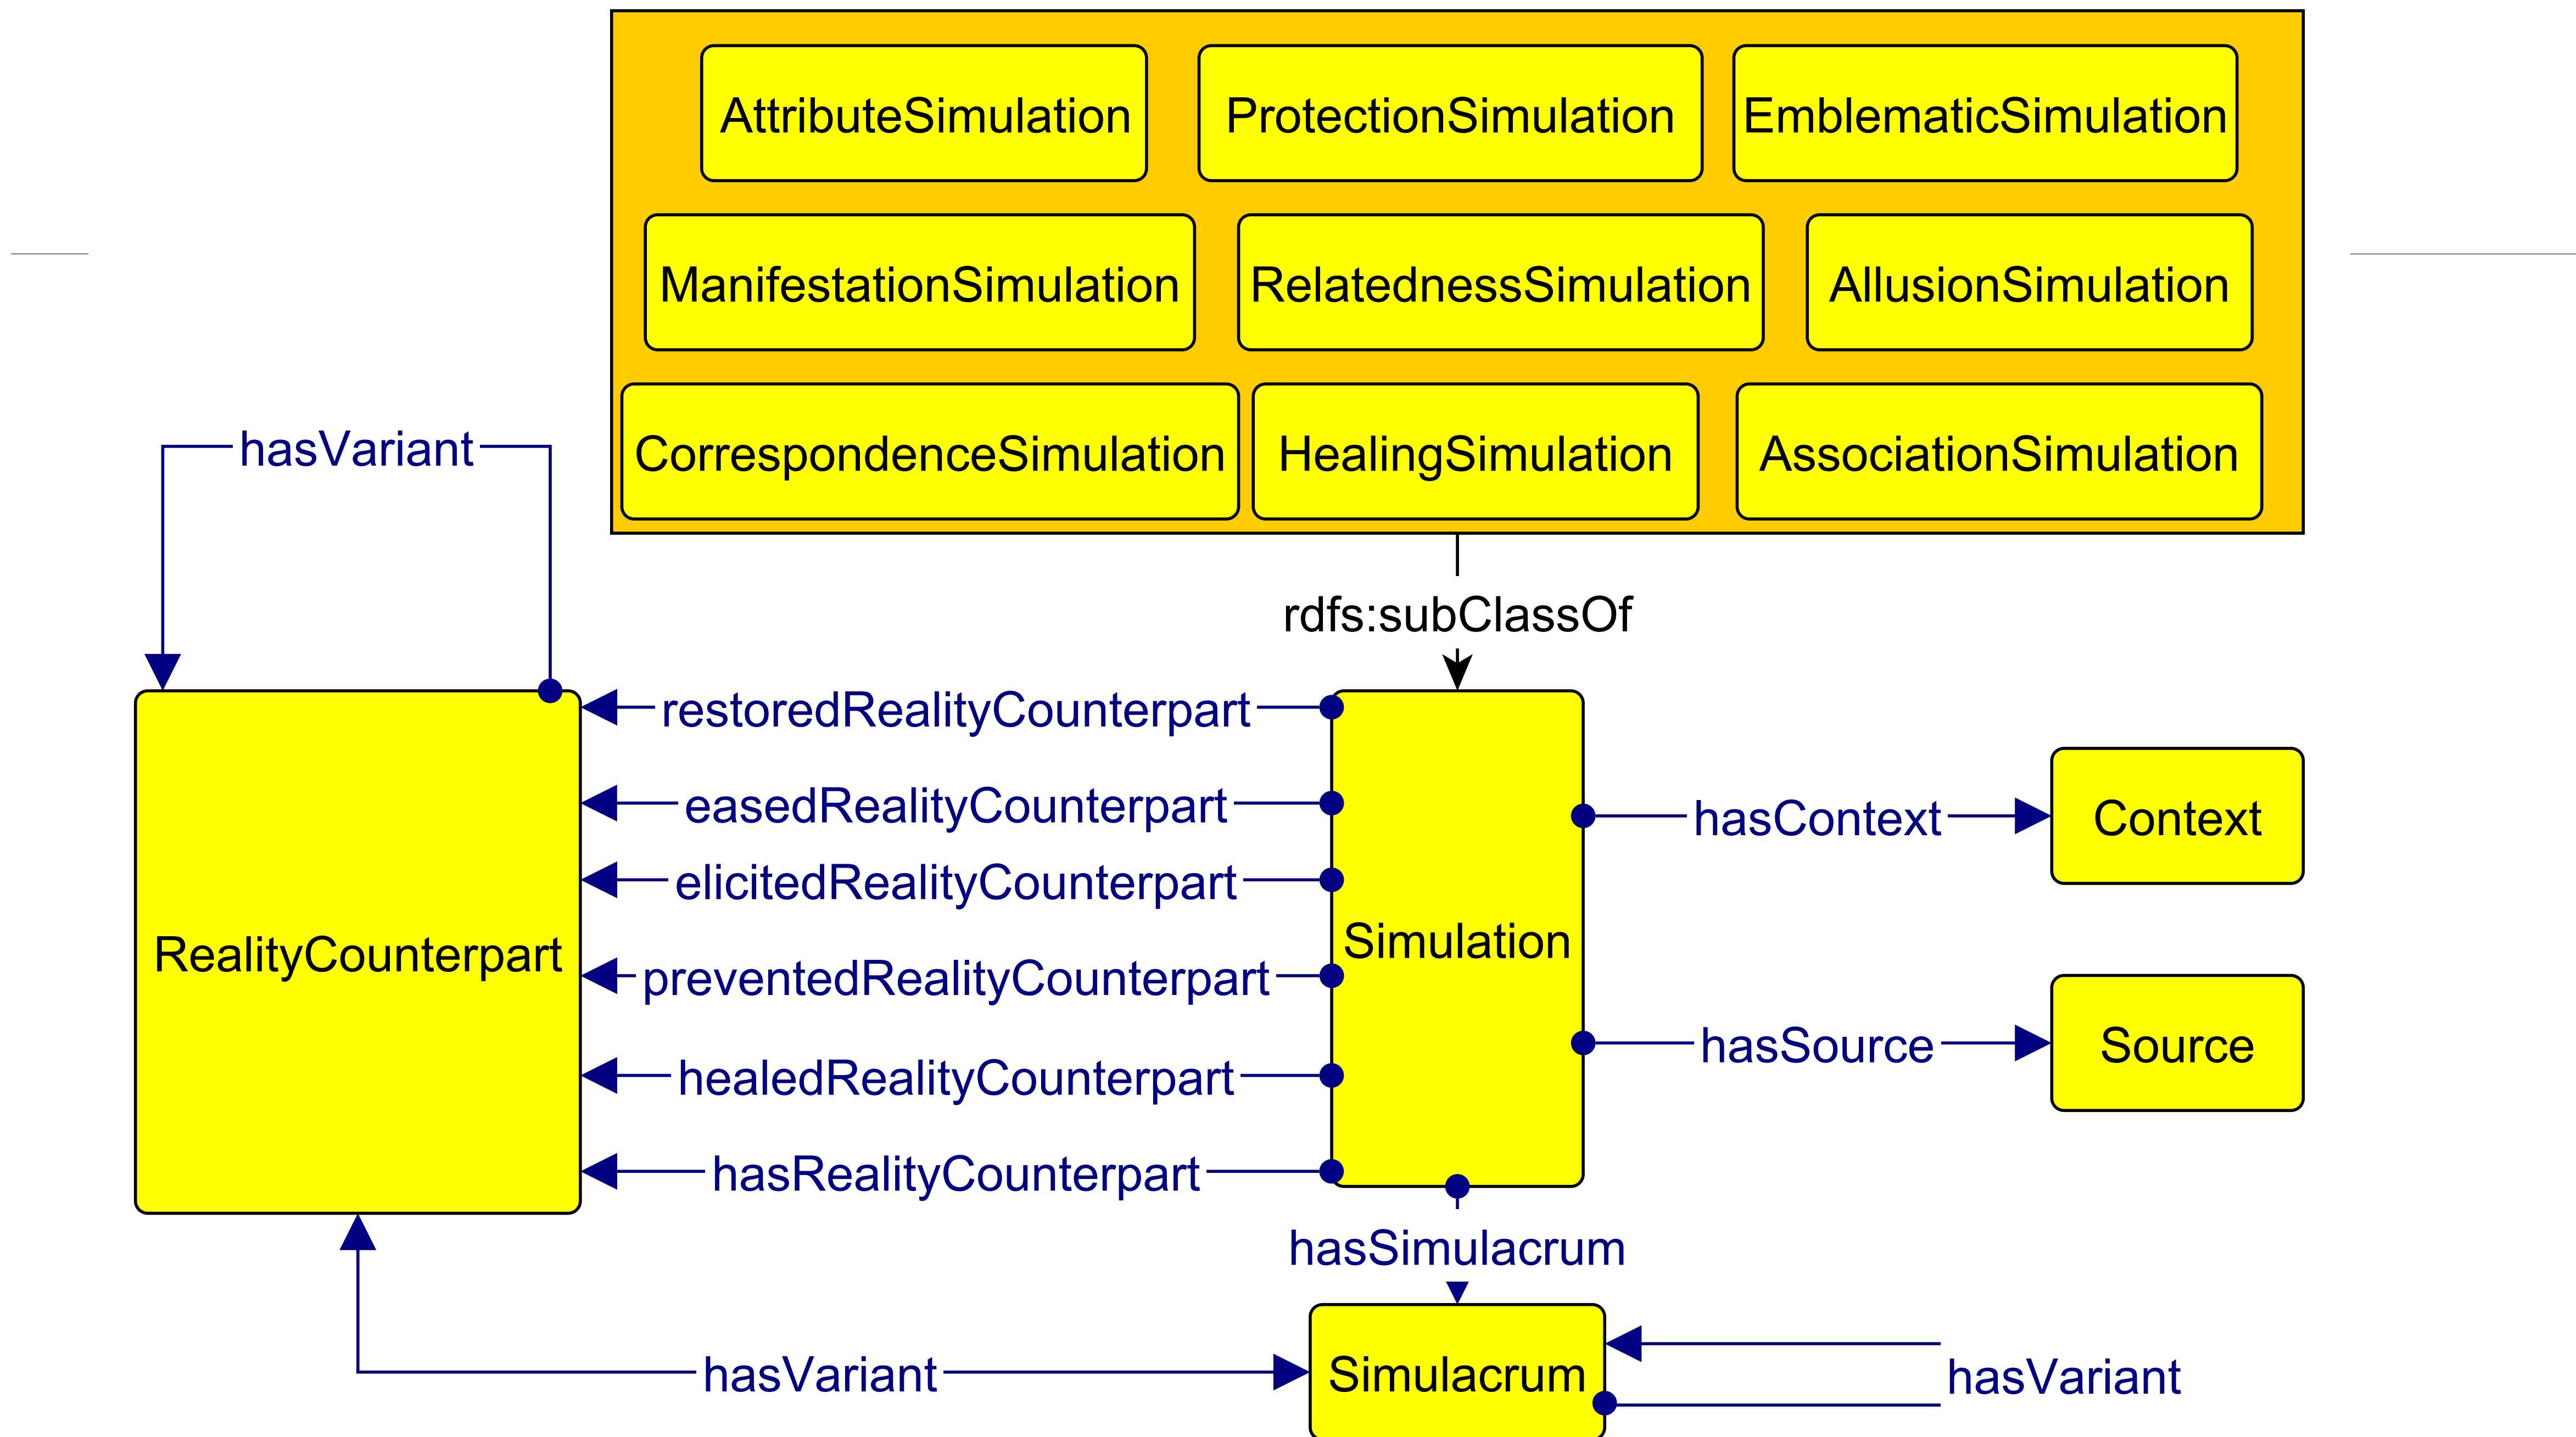 AttributeSimulation
ProtectionSimulation
EmblematicSimulation
ManifestationSimulation
RelatednessSimulation
AllusionSimulation
CorrespondenceSimulation
HealingSimulation
AssociationSimulation
hasVariant
rdfs:subClassOf
restoredRealityCounterpart
easedRealityCounterpart
elicitedRealityCounterpart
preventedRealityCounterpart
healedRealityCounterpart
hasRealityCounterpart
RealityCounterpart
Simulation
hasContext
Context
hasSource
Source
hasSimulacrum
hasVariant
Simulacrum
hasVariant